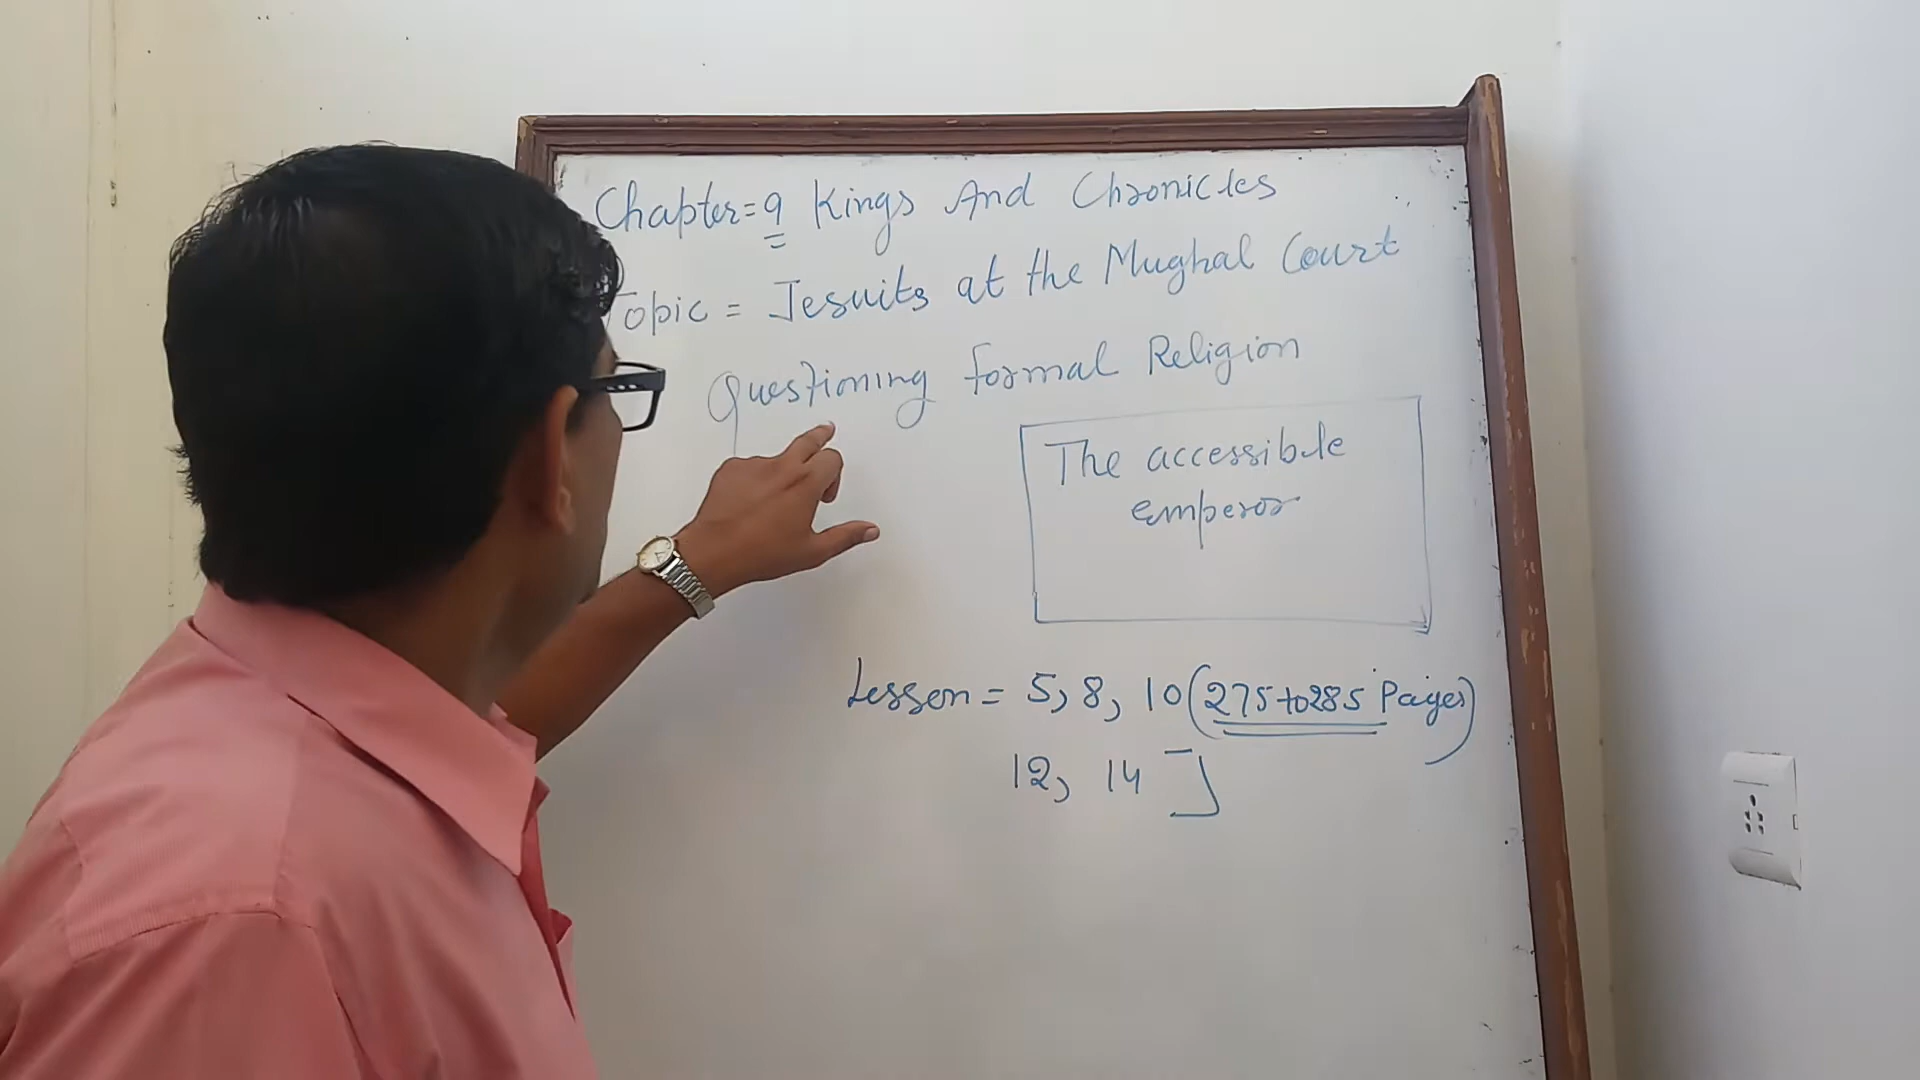 Chapter=9 Kings And Chronicles
Topic = Jesuits at the Mughal Court
Questioning formal Religion
The accessible
emperor
Lesson = 5, 8, 10 (275 to 285 Pages)
12, 14 ]